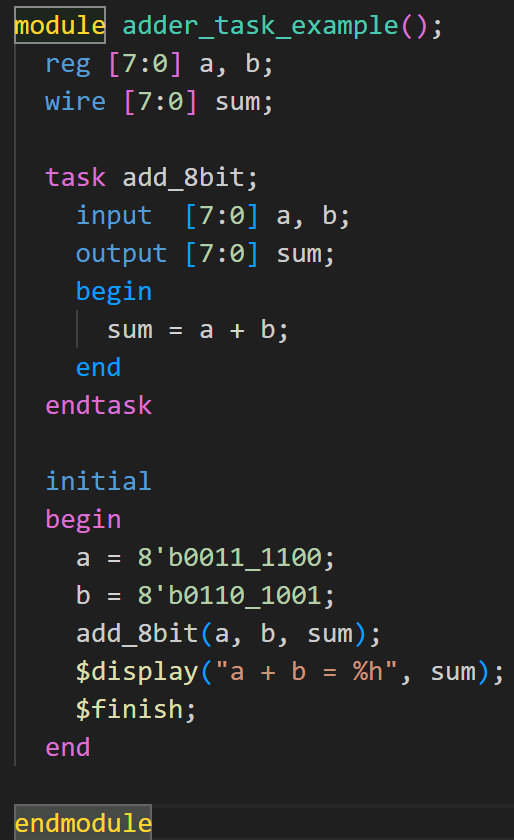 module adder_task_example();
  reg [7:0] a, b;
  wire [7:0] sum;

  task add_8bit;
    input  [7:0] a, b;
    output [7:0] sum;
    begin
      sum = a + b;
    end
  endtask

  initial
  begin
    a = 8'b0011_1100;
    b = 8'b0110_1001;
    add_8bit(a, b, sum);
    $display("a + b = %h", sum);
    $finish;
  end

endmodule